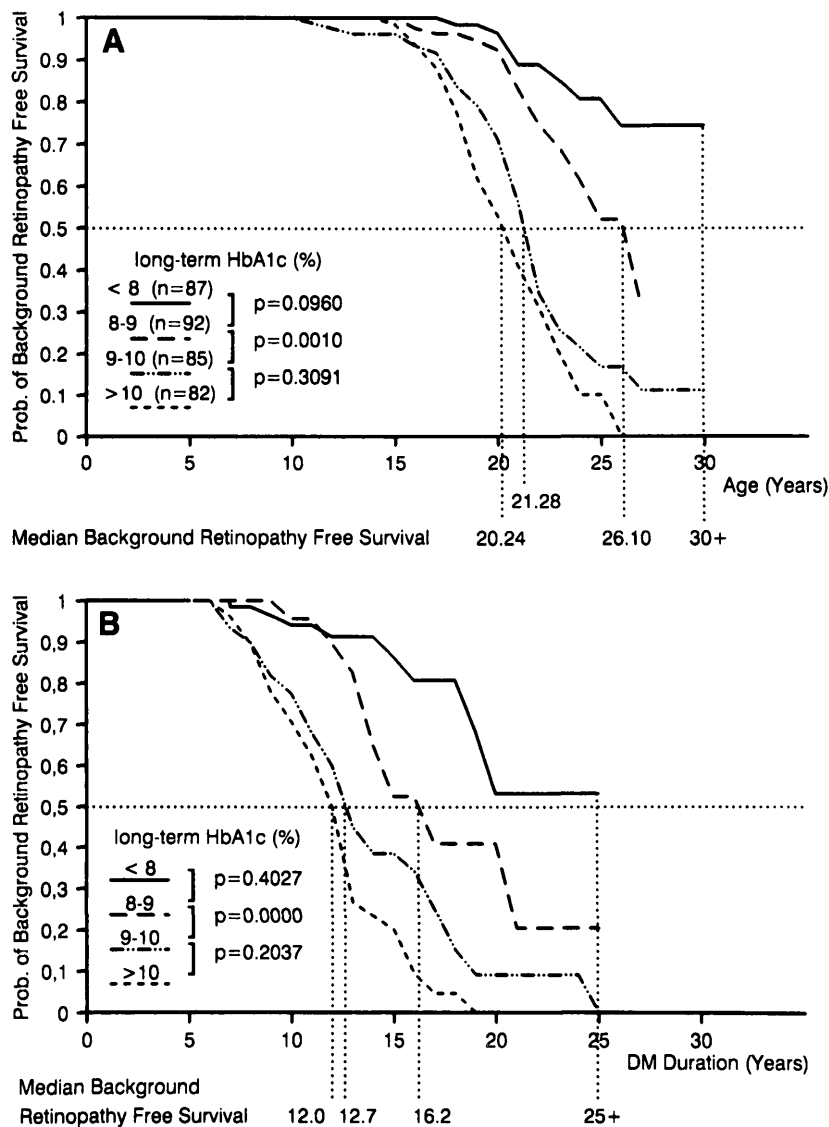 A
Prob. of Background Retinopathy Free Survival
1
0.9
0.8
0.7
0.6
0.5
0.4
0.3
0.2
0.1
0
long-term HbA1c (%)
< 8 (n=87)
p=0.0960
8-9 (n=92)
p=0.0010
9-10 (n=85)
p=0.3091
>10 (n=82)
0 5 10 15 20 25 30
Age (Years)
21.28
Median Background Retinopathy Free Survival 20.24 26.10 30+
B
Prob. of Background Retinopathy Free Survival
1
0,9
0,8
0,7
0,6
0,5
0,4
0,3
0,2
0,1
0
long-term HbA1c (%)
< 8
p=0.4027
8-9
p=0.0000
9-10
p=0.2037
>10
0 5 10 15 20 25 30
DM Duration (Years)
Median Background
Retinopathy Free Survival 12.0 12.7 16.2 25+